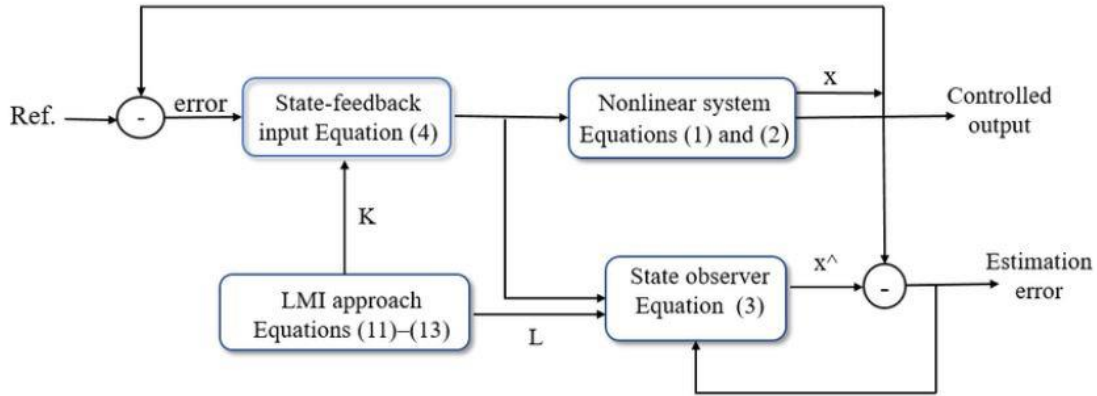 Ref.
-
error
State-feedback
input Equation (4)
Nonlinear system
Equations (1) and (2)
x
Controlled
output
K
LMI approach
Equations (11)–(13)
L
State observer
Equation (3)
x^
-
Estimation
error